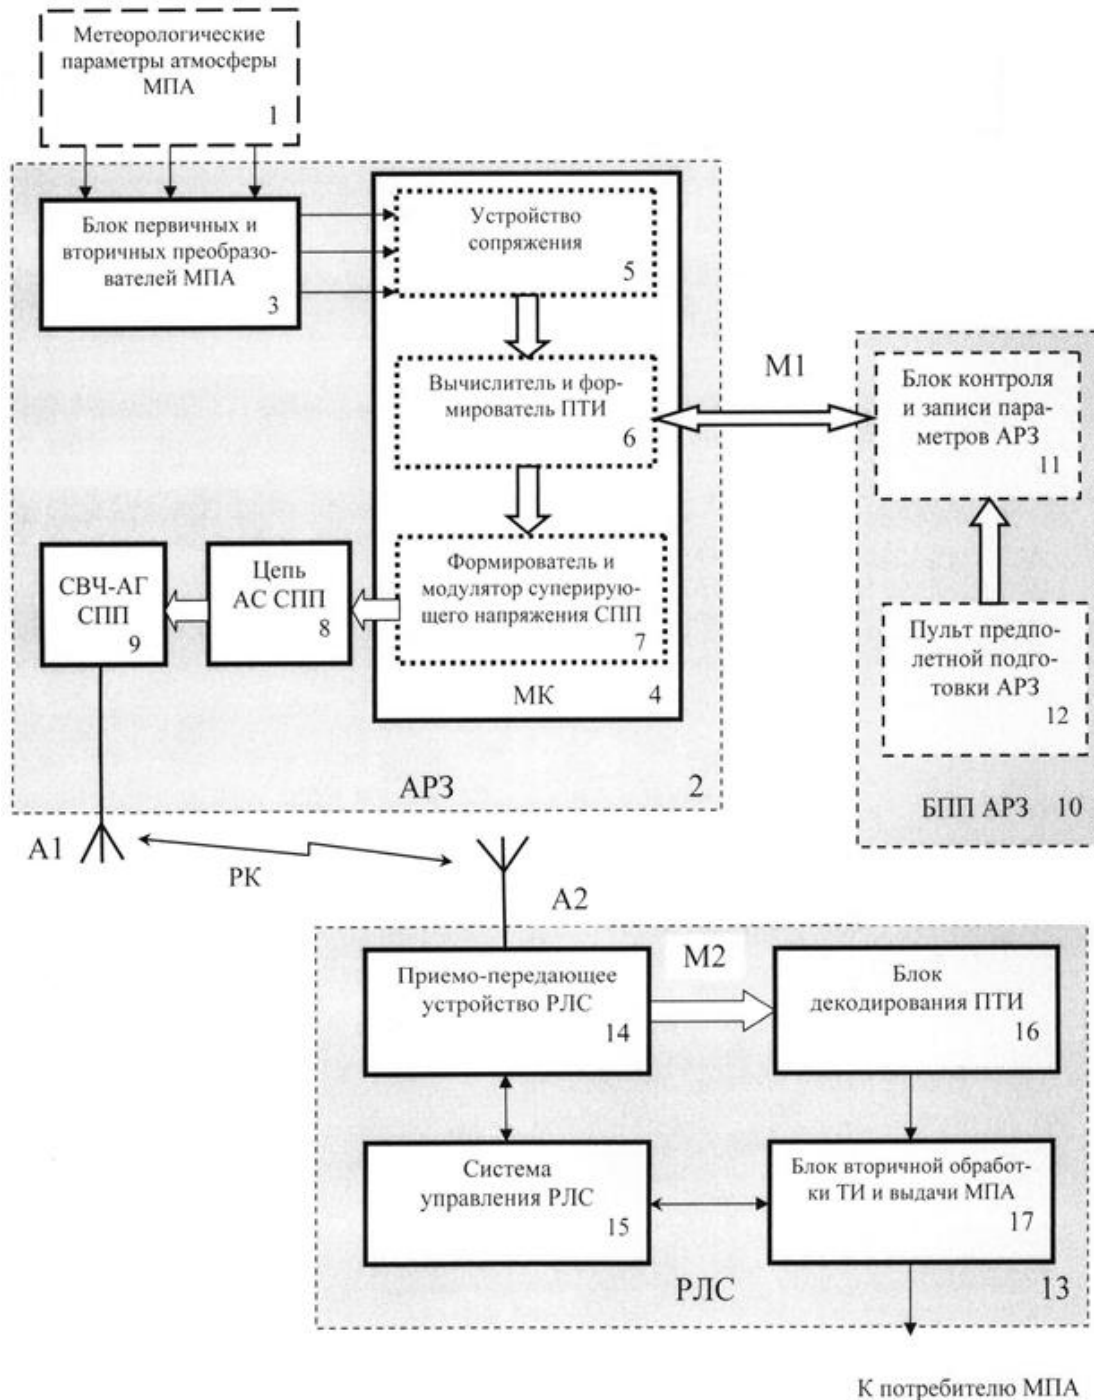 Метеорологические
параметры атмосферы
МПА
1
Блок первичных и
вторичных преобразо-
вателей МПА
3
Устройство
сопряжения
5
Вычислитель и фор-
мирователь ПТИ
6
М1
Блок контроля
и записи пара-
метров АРЗ
11
СВЧ-АГ
СПП
9
Цепь
АС СПП
8
Формирователь и
модулятор суперирую-
щего напряжения СПП
7
МК 4
Пульт предпо-
летной подго-
товки АРЗ
12
АРЗ 2
БПП АРЗ 10
А1
РК
А2
Приемо-передающее
устройство РЛС
14
М2
Блок
декодирования ПТИ
16
Система
управления РЛС
15
Блок вторичной обработ-
ки ТИ и выдачи МПА
17
РЛС 13
К потребителю МПА